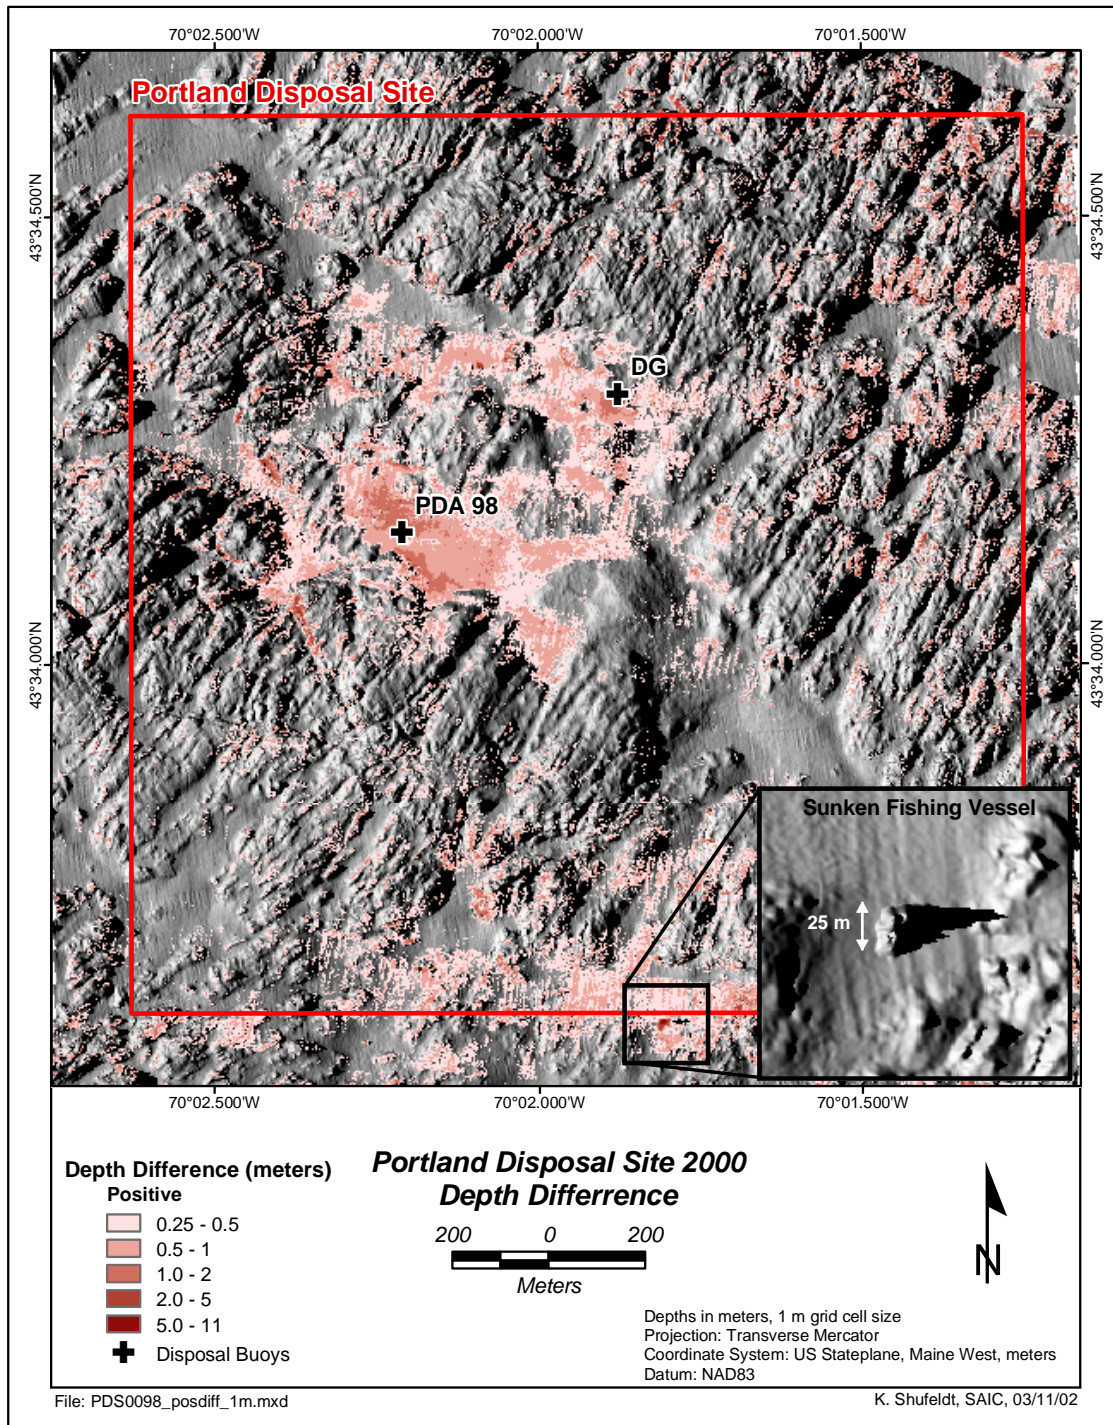 70°02.500'W 70°02.000'W 70°01.500'W
Portland Disposal Site
43°34.500'N 43°34.500'N
DG
PDA 98
43°34.000'N 43°34.000'N
Sunken Fishing Vessel
25 m
70°02.500'W 70°02.000'W 70°01.500'W
Portland Disposal Site 2000
Depth Differrence
200 0 200
Meters
Depth Difference (meters)
Positive
0.25 - 0.5
0.5 - 1
1.0 - 2
2.0 - 5
5.0 - 11
Disposal Buoys
N
Depths in meters, 1 m grid cell size
Projection: Transverse Mercator
Coordinate System: US Stateplane, Maine West, meters
Datum: NAD83
File: PDS0098_posdiff_1m.mxd
K. Shufeldt, SAIC, 03/11/02